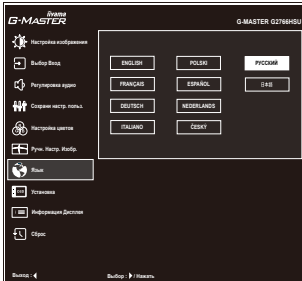 iiyama
G-MASTER
G-MASTER G2766HSU
Настройка изображения
Выбор Вход
Регулировка аудио
Сохрани настр. польз.
Настройка цветов
Ручн. Настр. Изобр.
Язык
OSD
Установка
Информация Дисплея
Сброс
ENGLISH
POLSKI
РУССКИЙ
FRANÇAIS
ESPAÑOL
日本語
DEUTSCH
NEDERLANDS
ITALIANO
ČESKÝ
Выход :
Выбор : / Нажать